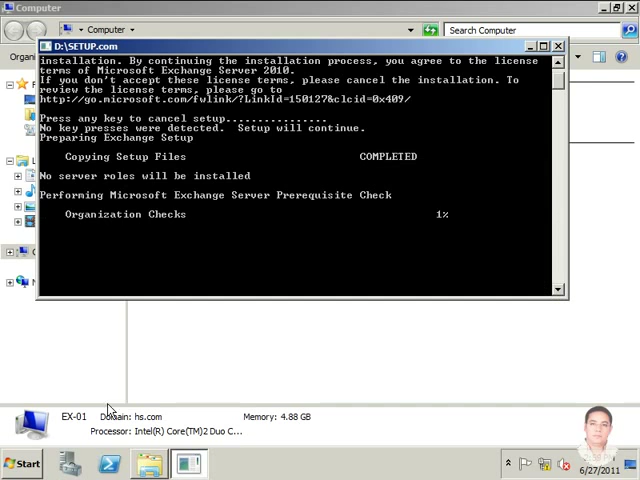 Computer
Computer
Search Computer
Organi
D:\SETUP.com
installation. By continuing the installation process, you agree to the license
terms of Microsoft Exchange Server 2010.
If you don't accept these license terms, please cancel the installation. To
review the license terms, please go to
http://go.microsoft.com/fwlink/?LinkId=150127&clcid=0x409/
Press any key to cancel setup................
No key presses were detected. Setup will continue.
Preparing Exchange Setup
Copying Setup Files COMPLETED
No server roles will be installed
Performing Microsoft Exchange Server Prerequisite Check
Organization Checks 1%
EX-01 Domain: hs.com Memory: 4.88 GB
Processor: Intel(R) Core(TM)2 Duo C...
Start
PM
6/27/2011